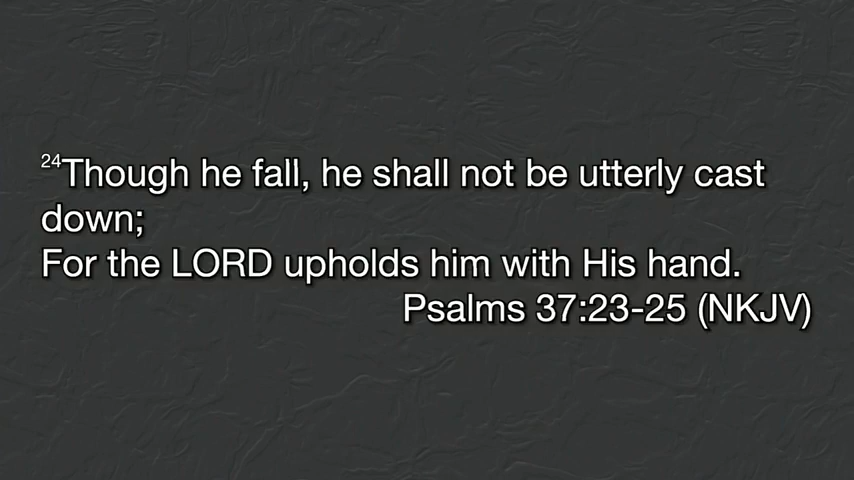 24Though he fall, he shall not be utterly cast
down;
For the LORD upholds him with His hand.
Psalms 37:23-25 (NKJV)